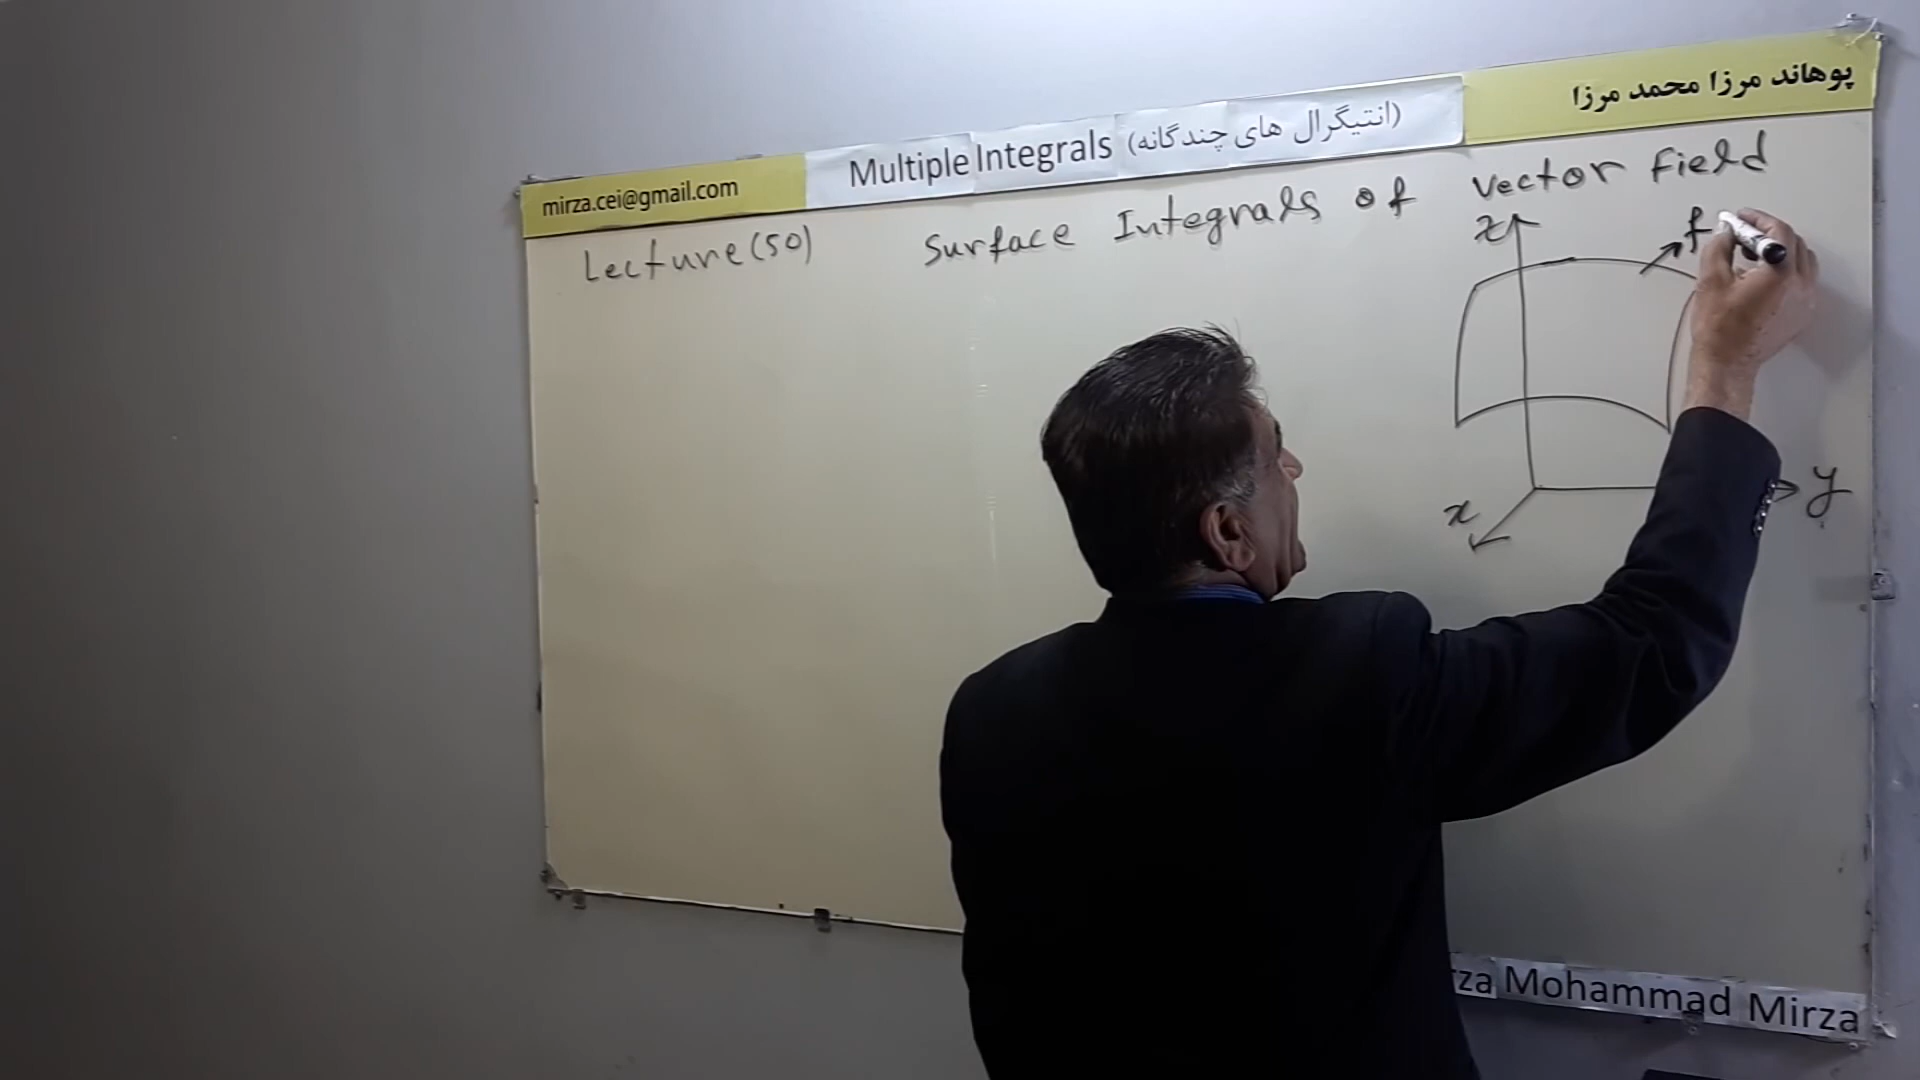 پوهاند مرزا محمد مرزا
Multiple Integrals (انتیگرال های چندگانه)
mirza.cei@gmail.com
Lecture(50) Surface Integrals of Vector Field
z
f
y
x
Mohammad Mirza